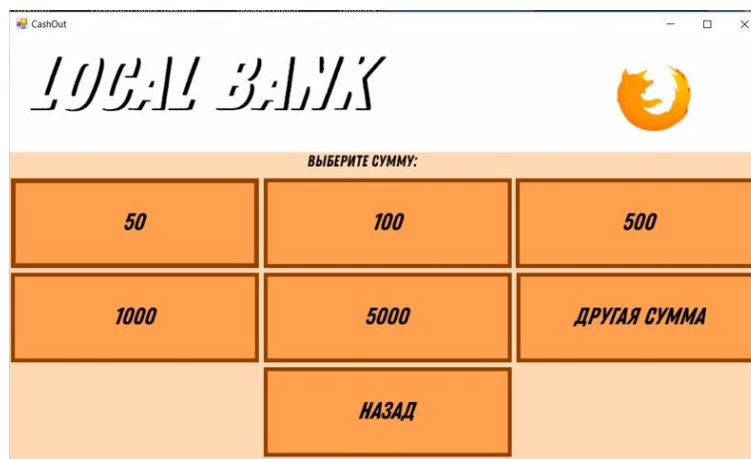 CashOut
LOCAL BANK
ВЫБЕРИТЕ СУММУ:
50
100
500
1000
5000
ДРУГАЯ СУММА
НАЗАД